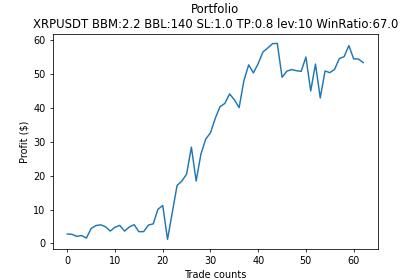 Portfolio
XRPUSDT BBM:2.2 BBL:140 SL:1.0 TP:0.8 lev:10 WinRatio:67.0
60
50
40
30
20
10
0
Profit ($)
0 10 20 30 40 50 60
Trade counts